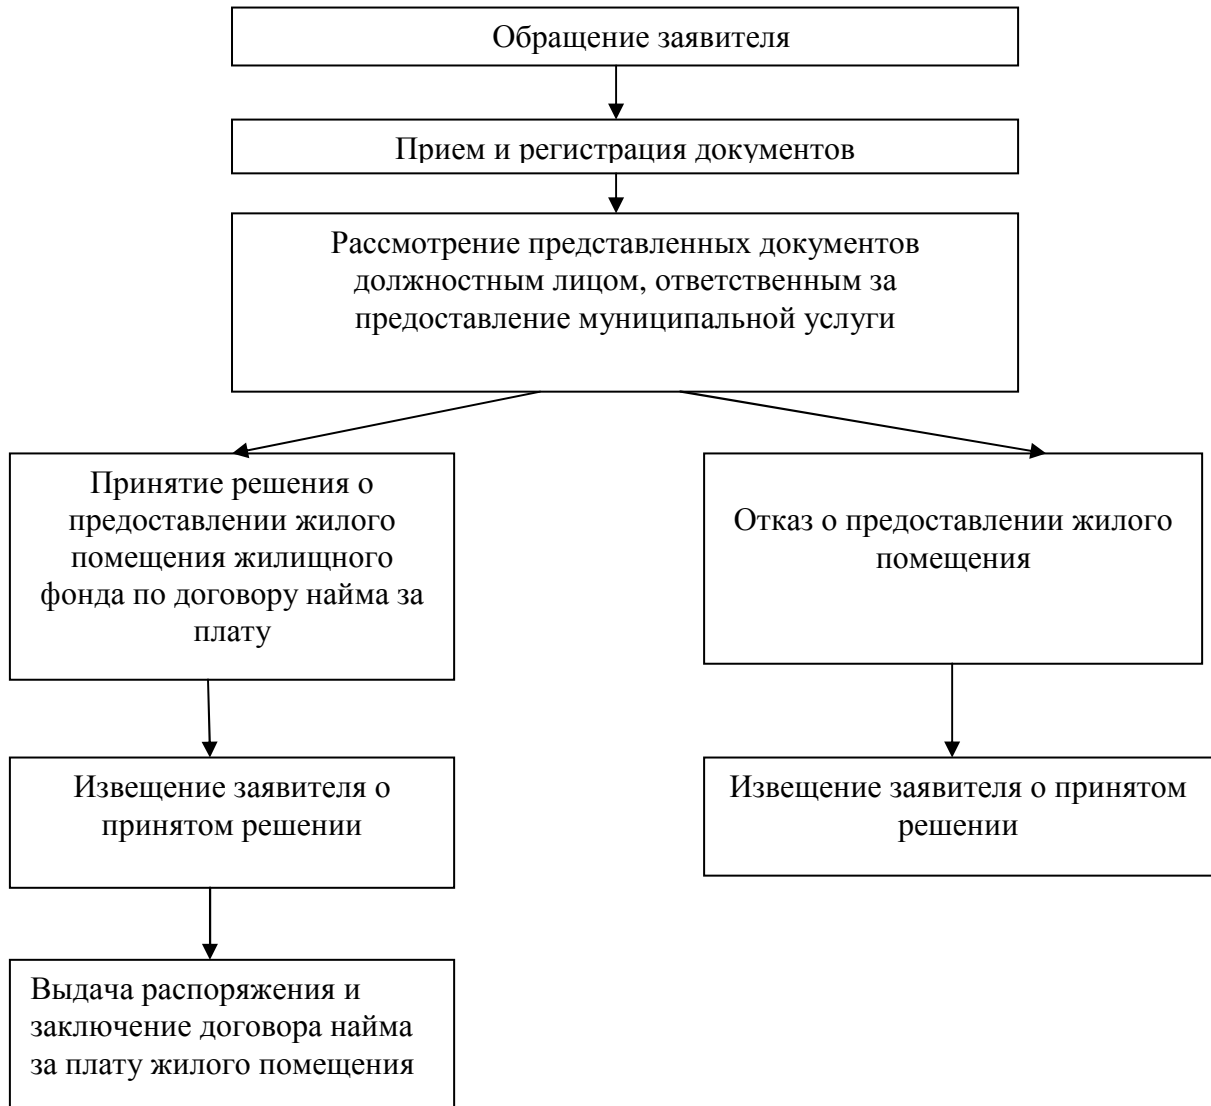 Обращение заявителя
Прием и регистрация документов
Рассмотрение представленных документов
должностным лицом, ответственным за
предоставление муниципальной услуги
Принятие решения о
предоставлении жилого
помещения жилищного
фонда по договору найма за
плату
Отказ о предоставлении жилого
помещения
Извещение заявителя о
принятом решении
Извещение заявителя о принятом
решении
Выдача распоряжения и
заключение договора найма
за плату жилого помещения